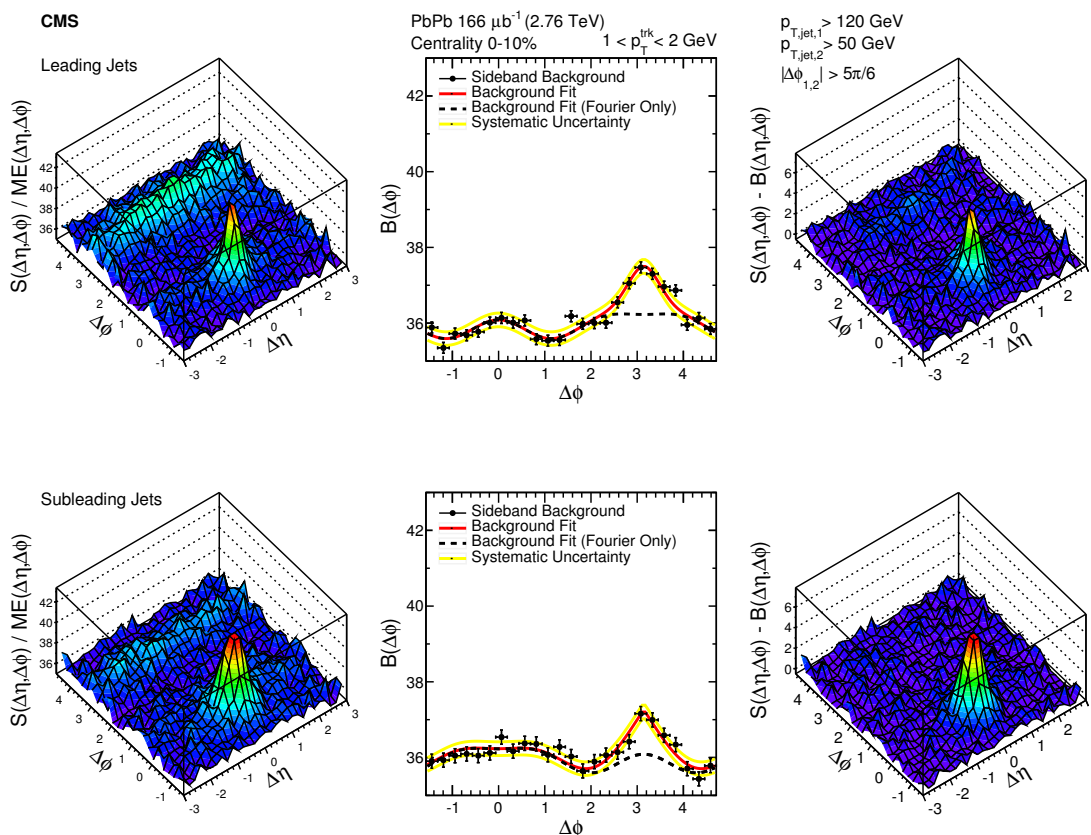 CMS
PbPb 166 μb⁻¹ (2.76 TeV)
Centrality 0-10%
1 < p_T^trk < 2 GeV
p_T,jet,1 > 120 GeV
p_T,jet,2 > 50 GeV
|Δφ_1,2| > 5π/6
Leading Jets
S(Δη,Δφ) / ME(Δη,Δφ)
42
40
38
36
4
3
2
1
0
-1
Δφ
-3
-2
-1
0
1
2
3
Δη
Sideband Background
Background Fit
Background Fit (Fourier Only)
Systematic Uncertainty
B(Δφ)
42
40
38
36
-1
0
1
2
3
4
Δφ
S(Δη,Δφ) - B(Δη,Δφ)
6
4
2
0
4
3
2
1
0
-1
Δφ
-3
-2
-1
0
1
2
Δη
Subleading Jets
S(Δη,Δφ) / ME(Δη,Δφ)
42
40
38
36
4
3
2
1
0
-1
Δφ
-3
-2
-1
0
1
2
3
Δη
Sideband Background
Background Fit
Background Fit (Fourier Only)
Systematic Uncertainty
B(Δφ)
42
40
38
36
-1
0
1
2
3
4
Δφ
S(Δη,Δφ) - B(Δη,Δφ)
6
4
2
0
4
3
2
1
0
-1
Δφ
-3
-2
-1
0
1
2
Δη